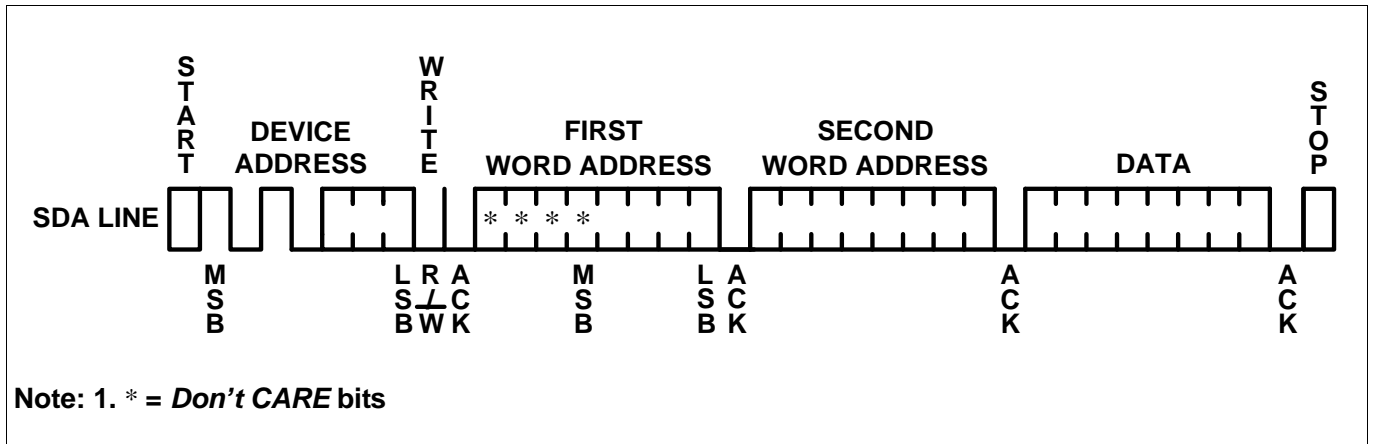 START
WRITE
STOP
DEVICE
ADDRESS
FIRST
WORD ADDRESS
SECOND
WORD ADDRESS
DATA
SDA LINE
* * * *
MSB
LSB
R/W
ACK
MSB
LSB
ACK
ACK
ACK
Note: 1. * = Don't CARE bits